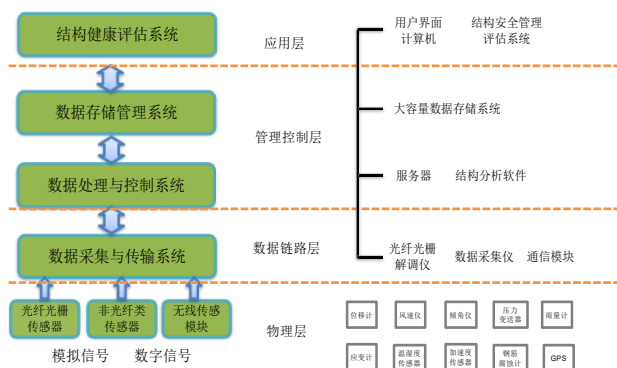 结构健康评估系统
应用层
用户界面
计算机
结构安全管理
评估系统
数据存储管理系统
管理控制层
大容量数据存储系统
数据处理与控制系统
服务器
结构分析软件
数据采集与传输系统
数据链路层
光纤光栅
解调仪
数据采集仪
通信模块
光纤光栅
传感器
非光纤类
传感器
无线传感
模块
物理层
位移计
风速仪
倾角仪
压力
变送器
雨量计
应变计
温湿度
传感器
加速度
传感器
钢筋
腐蚀计
GPS
模拟信号
数字信号